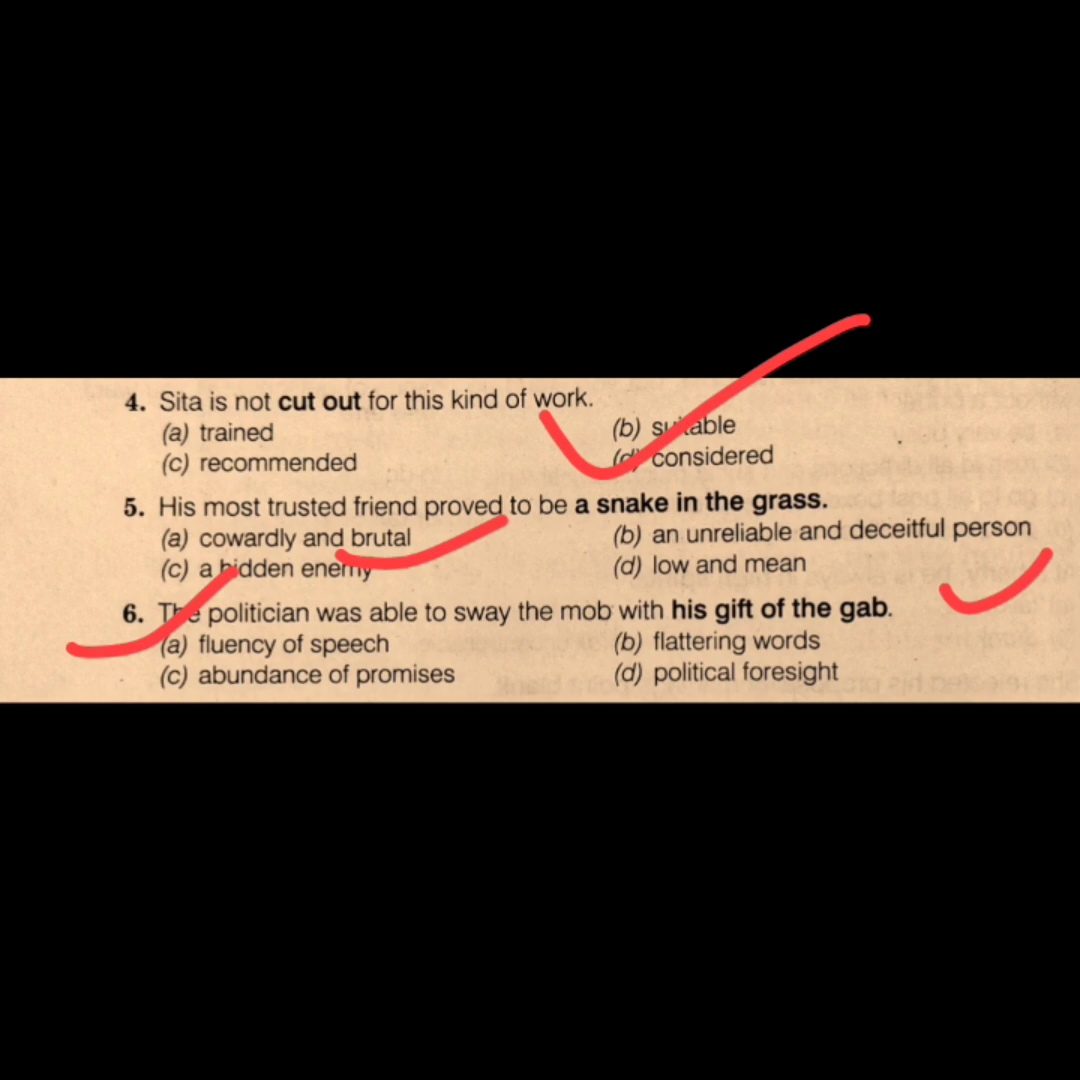 4. Sita is not cut out for this kind of work.
(a) trained (b) suitable
(c) recommended (d) considered
5. His most trusted friend proved to be a snake in the grass.
(a) cowardly and brutal (b) an unreliable and deceitful person
(c) a hidden enemy (d) low and mean
6. The politician was able to sway the mob with his gift of the gab.
(a) fluency of speech (b) flattering words
(c) abundance of promises (d) political foresight